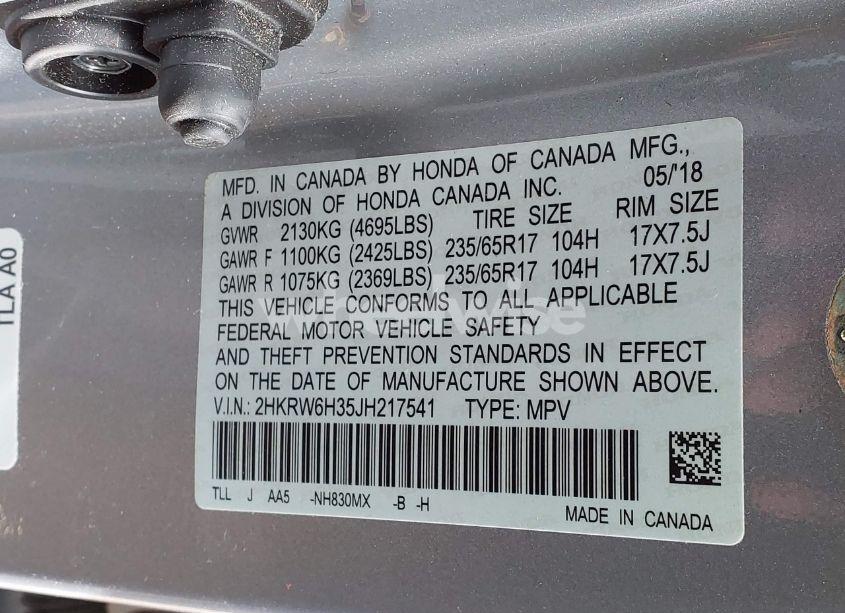 MFD. IN CANADA BY HONDA OF CANADA MFG.,
A DIVISION OF HONDA CANADA INC. 05/'18
GVWR 2130KG (4695LBS) TIRE SIZE RIM SIZE
GAWR F 1100KG (2425LBS) 235/65R17 104H 17X7.5J
GAWR R 1075KG (2369LBS) 235/65R17 104H 17X7.5J
THIS VEHICLE CONFORMS TO ALL APPLICABLE
FEDERAL MOTOR VEHICLE SAFETY
AND THEFT PREVENTION STANDARDS IN EFFECT
ON THE DATE OF MANUFACTURE SHOWN ABOVE.
V.I.N.: 2HKRW6H35JH217541 TYPE: MPV
TLL J AA5 -NH830MX -B -H
MADE IN CANADA
TLA A0
wheelwise